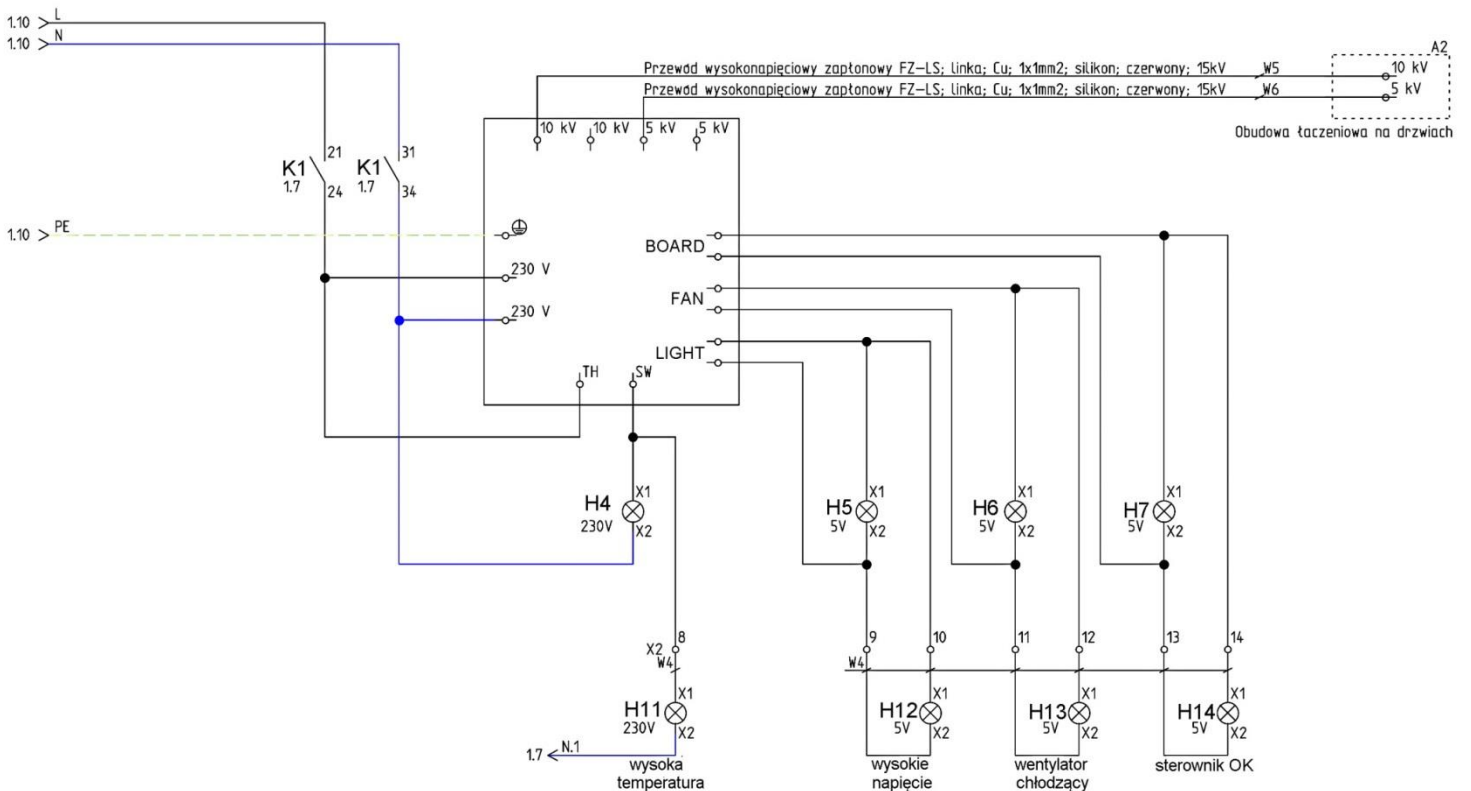 1.10 L
1.10 N
A2
Przewód wysokonapięciowy zapłonowy FZ-LS; linka; Cu; 1x1mm2; silikon; czerwony; 15kV W5 10 kV
Przewód wysokonapięciowy zapłonowy FZ-LS; linka; Cu; 1x1mm2; silikon; czerwony; 15kV W6 5 kV
Obudowa łaczeniowa na drzwiach
10 kV 10 kV 5 kV 5 kV
K1 21 K1 31
1.7 24 1.7 34
1.10 PE
BOARD
230 V
FAN
230 V
LIGHT
TH SW
H4 X1 H5 X1 H6 X1 H7 X1
230V X2 5V X2 5V X2 5V X2
8 9 10 11 12 13 14
X2
W4 W4
H11 X1 H12 X1 H13 X1 H14 X1
230V X2 5V X2 5V X2 5V X2
1.7 N.1
wysoka wysokie wentylator sterownik OK
temperatura napięcie chłodzący